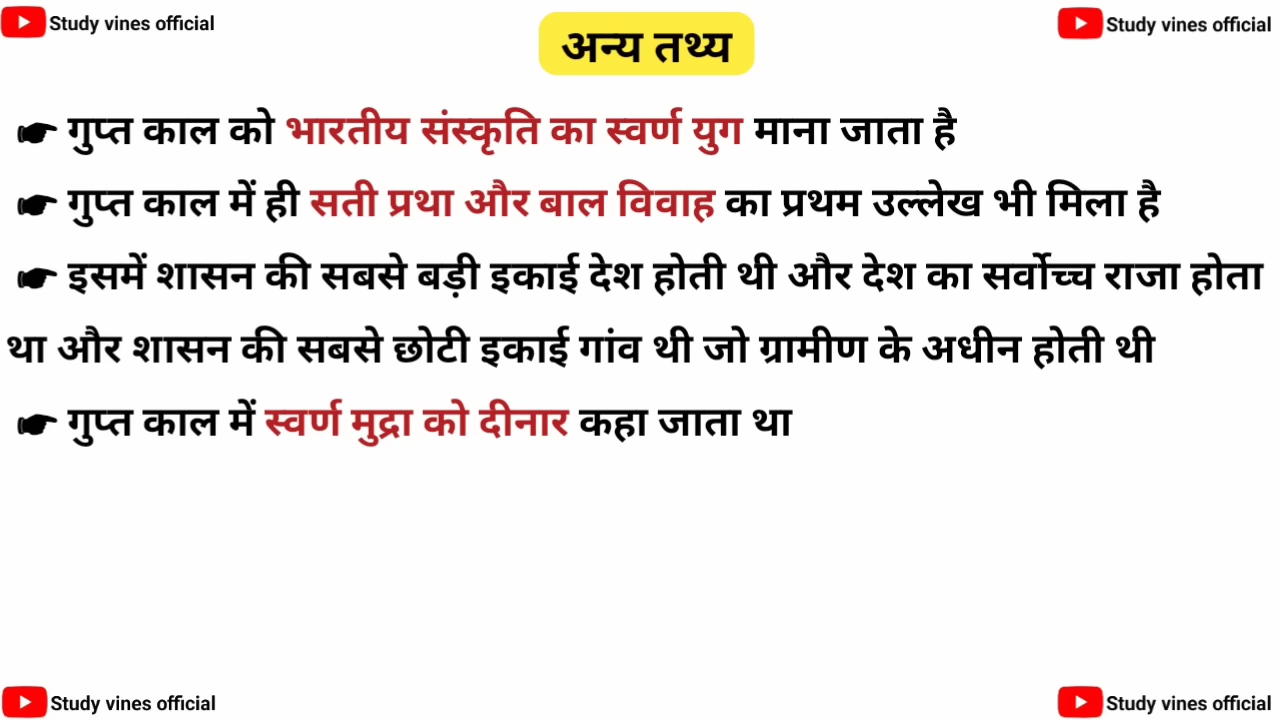 Study vines official
Study vines official
अन्य तथ्य
☛ गुप्त काल को भारतीय संस्कृति का स्वर्ण युग माना जाता है
☛ गुप्त काल में ही सती प्रथा और बाल विवाह का प्रथम उल्लेख भी मिला है
☛ इसमें शासन की सबसे बड़ी इकाई देश होती थी और देश का सर्वोच्च राजा होता
था और शासन की सबसे छोटी इकाई गांव थी जो ग्रामीण के अधीन होती थी
☛ गुप्त काल में स्वर्ण मुद्रा को दीनार कहा जाता था
Study vines official
Study vines official